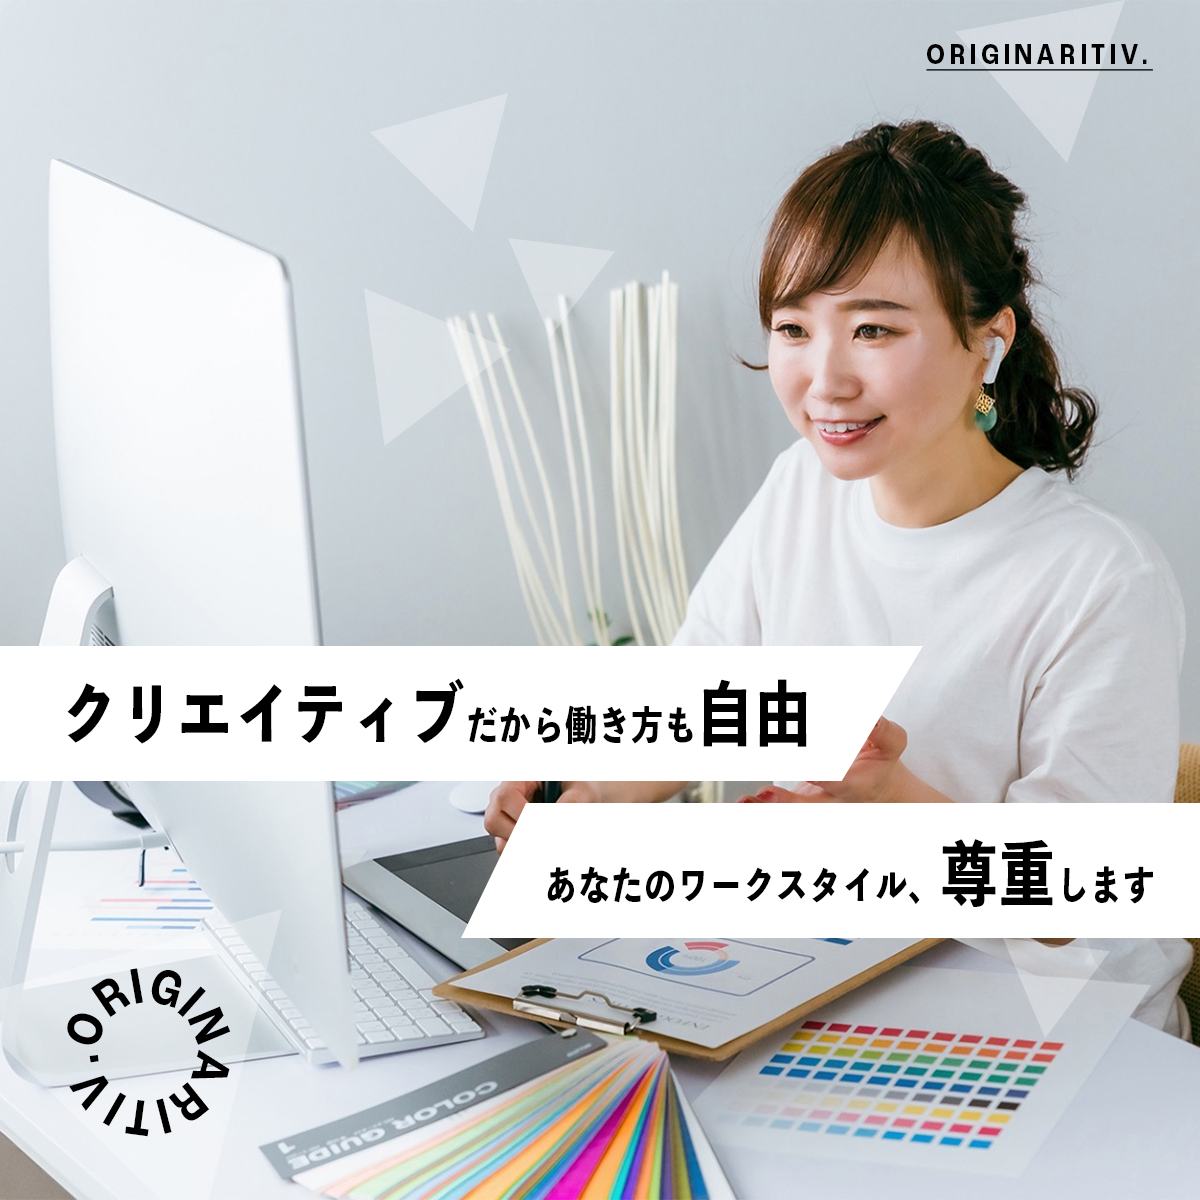 ORIGINARITIV.
クリエイティブだから働き方も自由
あなたのワークスタイル、尊重します
ORIGINARITIV.
COLOR GUIDE
1